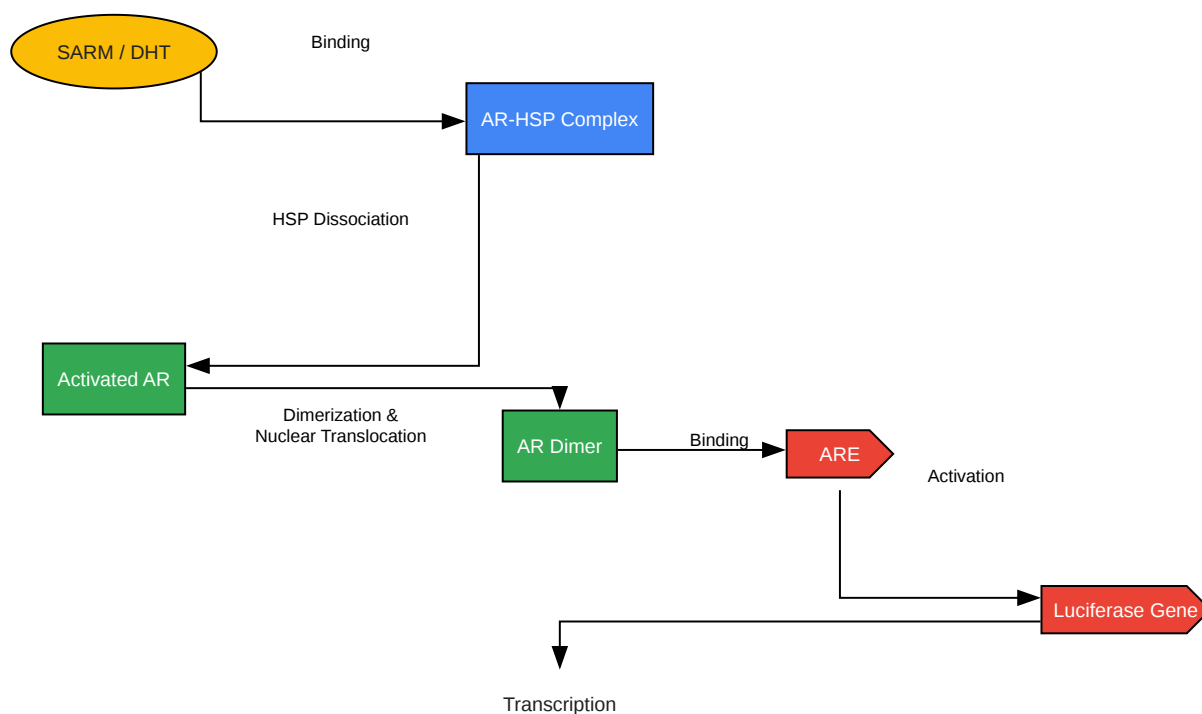 SARM / DHT
Binding
AR-HSP Complex
HSP Dissociation
Activated AR
Dimerization &
Nuclear Translocation
AR Dimer
Binding
ARE
Activation
Luciferase Gene
Transcription